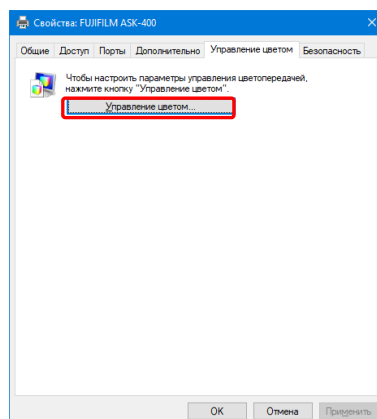 Свойства: FUJIFILM ASK-400
Общие Доступ Порты Дополнительно Управление цветом Безопасность
Чтобы настроить параметры управления цветопередачей,
нажмите кнопку "Управление цветом".
Управление цветом...
OK Отмена Применить